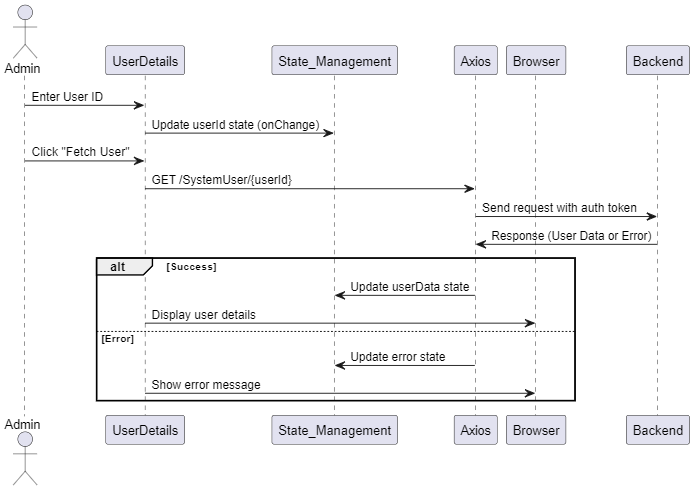 Admin
UserDetails
State_Management
Axios
Browser
Backend
Enter User ID
Update userId state (onChange)
Click "Fetch User"
GET /SystemUser/{userId}
Send request with auth token
Response (User Data or Error)
alt
[Success]
Update userData state
Display user details
[Error]
Update error state
Show error message
Admin
UserDetails
State_Management
Axios
Browser
Backend